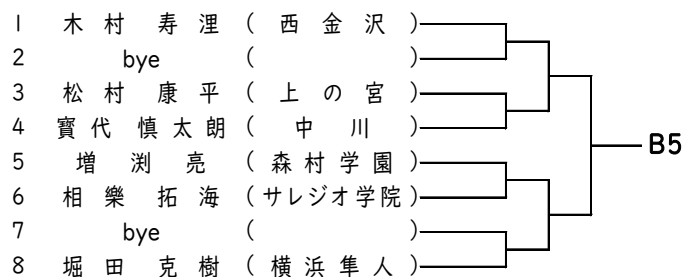 1 木村 寿浬 (西金沢)
2 bye ( )
3 松村 康平 (上の宮)
4 寳代 慎太朗 (中川)
B5
5 増渕 亮 (森村学園)
6 相樂 拓海 (サレジオ学院)
7 bye ( )
8 堀田 克樹 (横浜隼人)